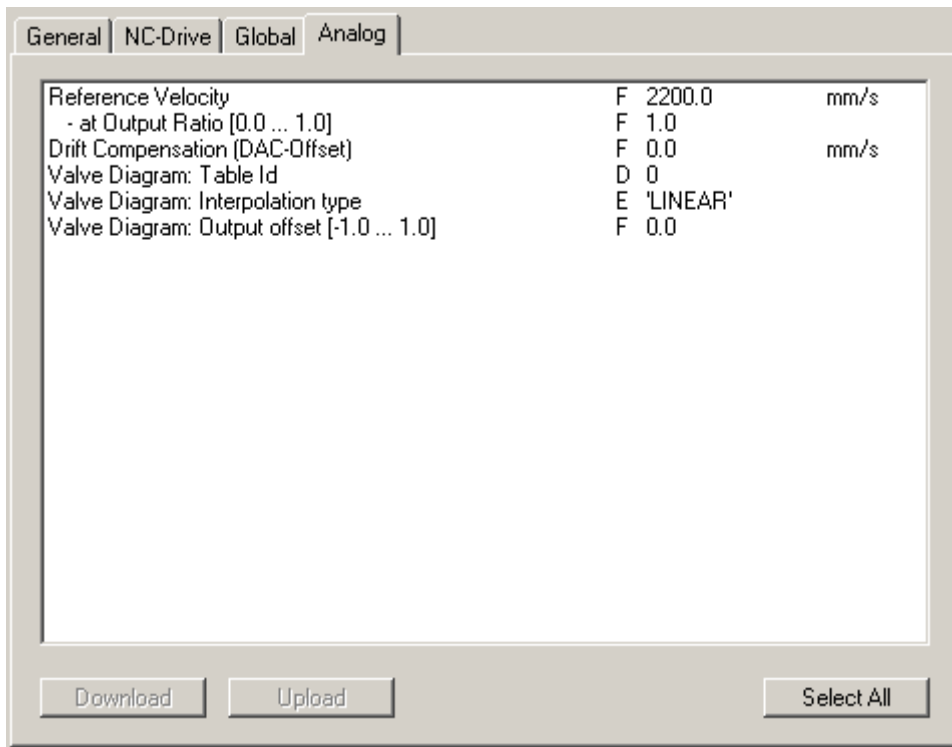 General NC-Drive Global Analog
Reference Velocity F 2200.0 mm/s
- at Output Ratio [0.0 ... 1.0] F 1.0
Drift Compensation (DAC-Offset) F 0.0 mm/s
Valve Diagram: Table Id D 0
Valve Diagram: Interpolation type E 'LINEAR'
Valve Diagram: Output offset [-1.0 ... 1.0] F 0.0
Download Upload Select All